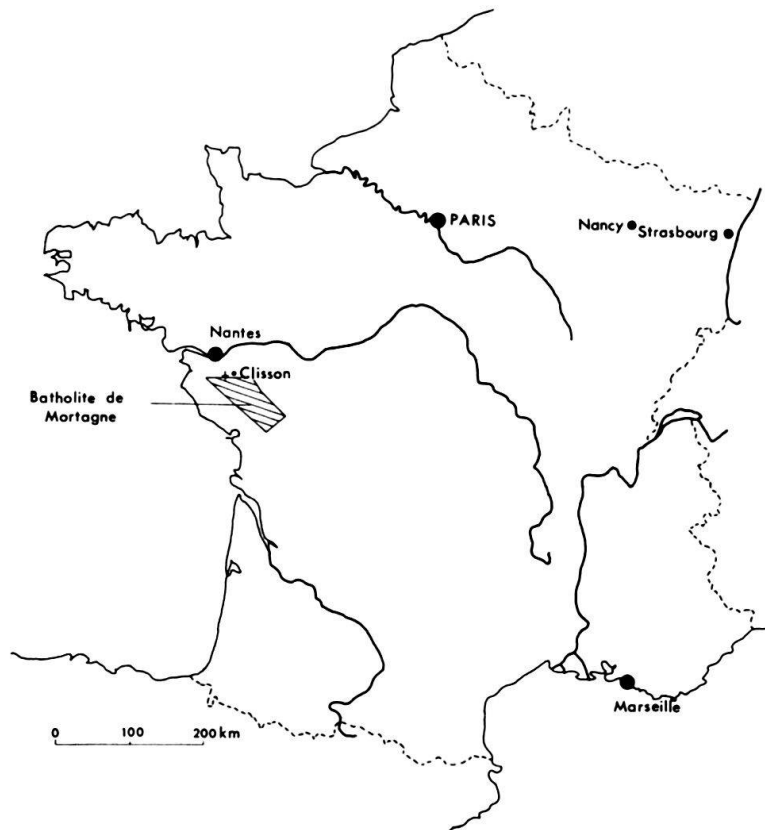 PARIS
Nancy
Strasbourg
Nantes
Clisson
Batholite de
Mortagne
Marseille
0 100 200 km